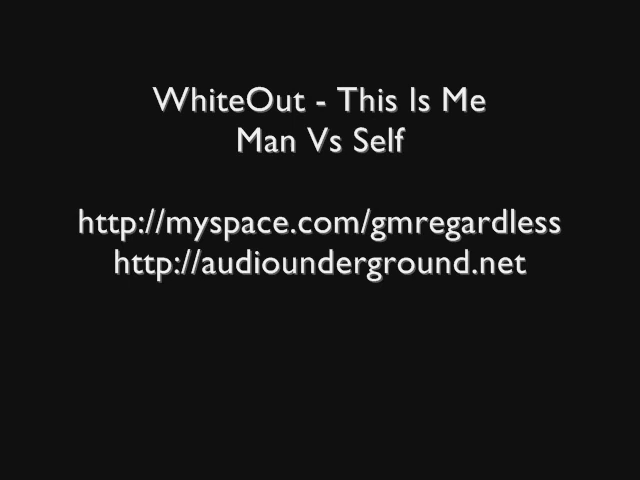 WhiteOut - This Is Me
Man Vs Self
http://myspace.com/gmregardless
http://audiounderground.net